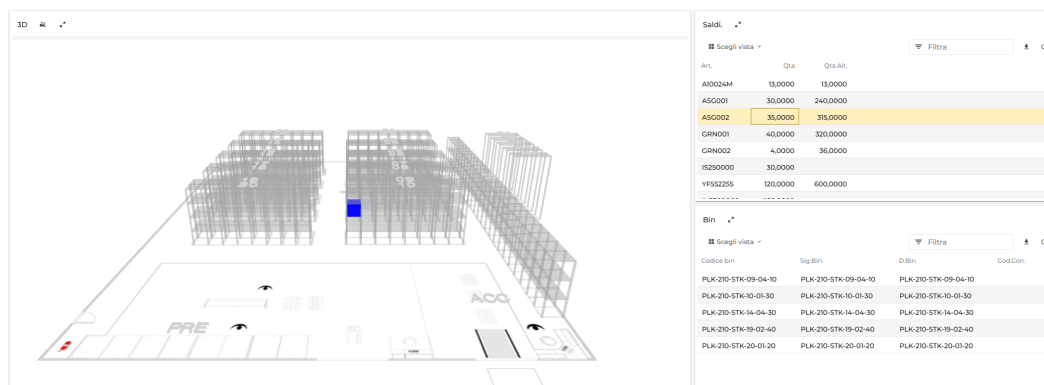 3D
PRE
ACC
Saldi.
Scegli vista
Filtra
Art. Qta Qta.Alt.
A10024M 13,0000 13,0000
ASG001 30,0000 240,0000
ASG002 35,0000 315,0000
GRN001 40,0000 320,0000
GRN002 4,0000 36,0000
IS250000 30,0000
YF552255 120,0000 600,0000
Bin
Scegli vista
Filtra
Codice bin Sig.Bin. D.Bin Cod.Con.
PLK-210-STK-09-04-10 PLK-210-STK-09-04-10 PLK-210-STK-09-04-10
PLK-210-STK-10-01-30 PLK-210-STK-10-01-30 PLK-210-STK-10-01-30
PLK-210-STK-14-04-30 PLK-210-STK-14-04-30 PLK-210-STK-14-04-30
PLK-210-STK-19-02-40 PLK-210-STK-19-02-40 PLK-210-STK-19-02-40
PLK-210-STK-20-01-20 PLK-210-STK-20-01-20 PLK-210-STK-20-01-20